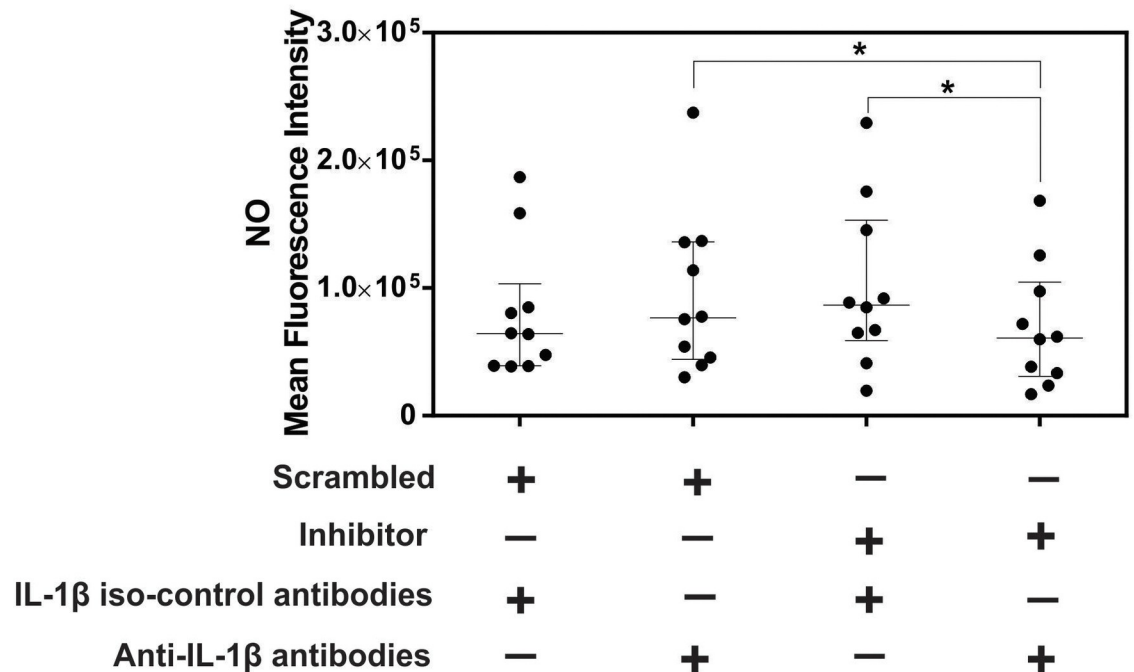 NO
Mean Fluorescence Intensity
3.0×10⁵
2.0×10⁵
1.0×10⁵
0
*
*
Scrambled + + — —
Inhibitor — — + +
IL-1β iso-control antibodies + — + —
Anti-IL-1β antibodies — + — +